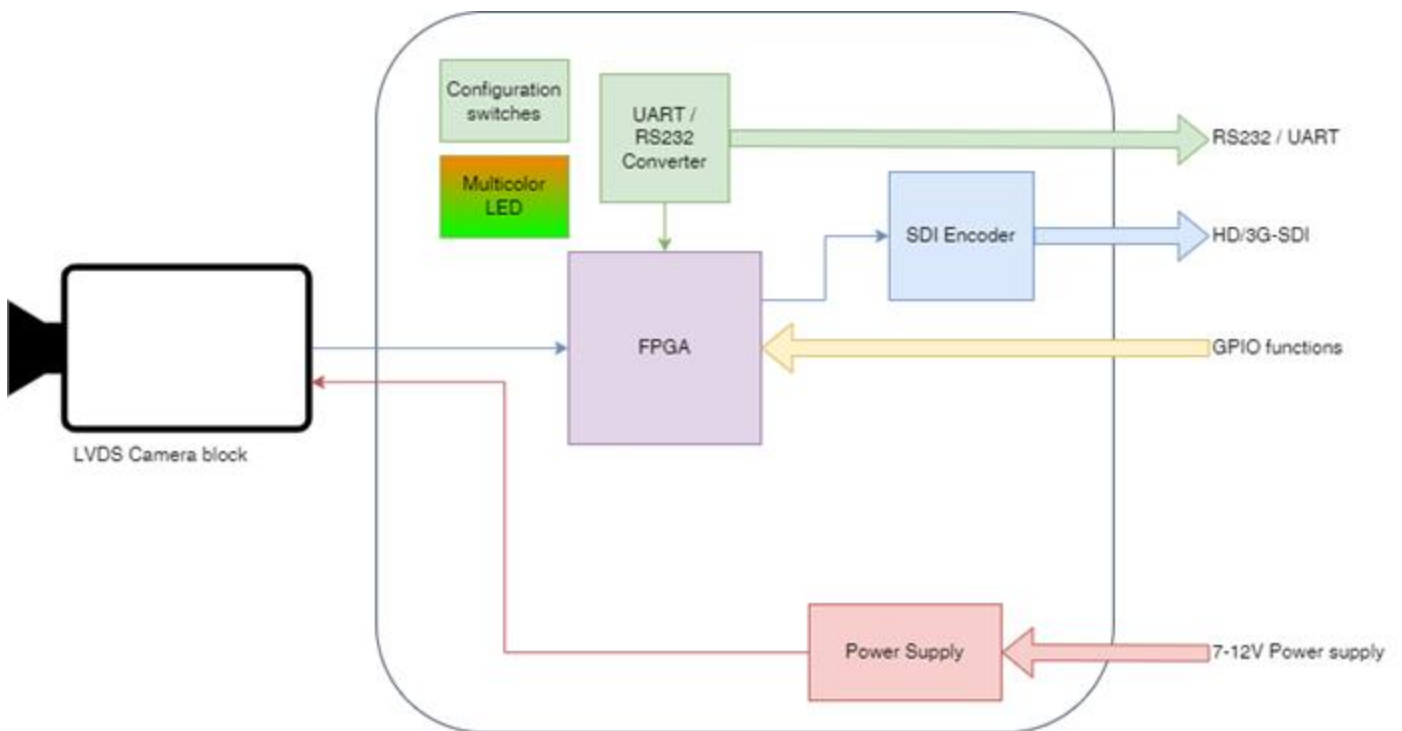 Configuration
switches
UART /
RS232
Converter
RS232 / UART
Multicolor
LED
SDI Encoder
HD/3G-SDI
FPGA
GPIO functions
LVDS Camera block
Power Supply
7-12V Power supply